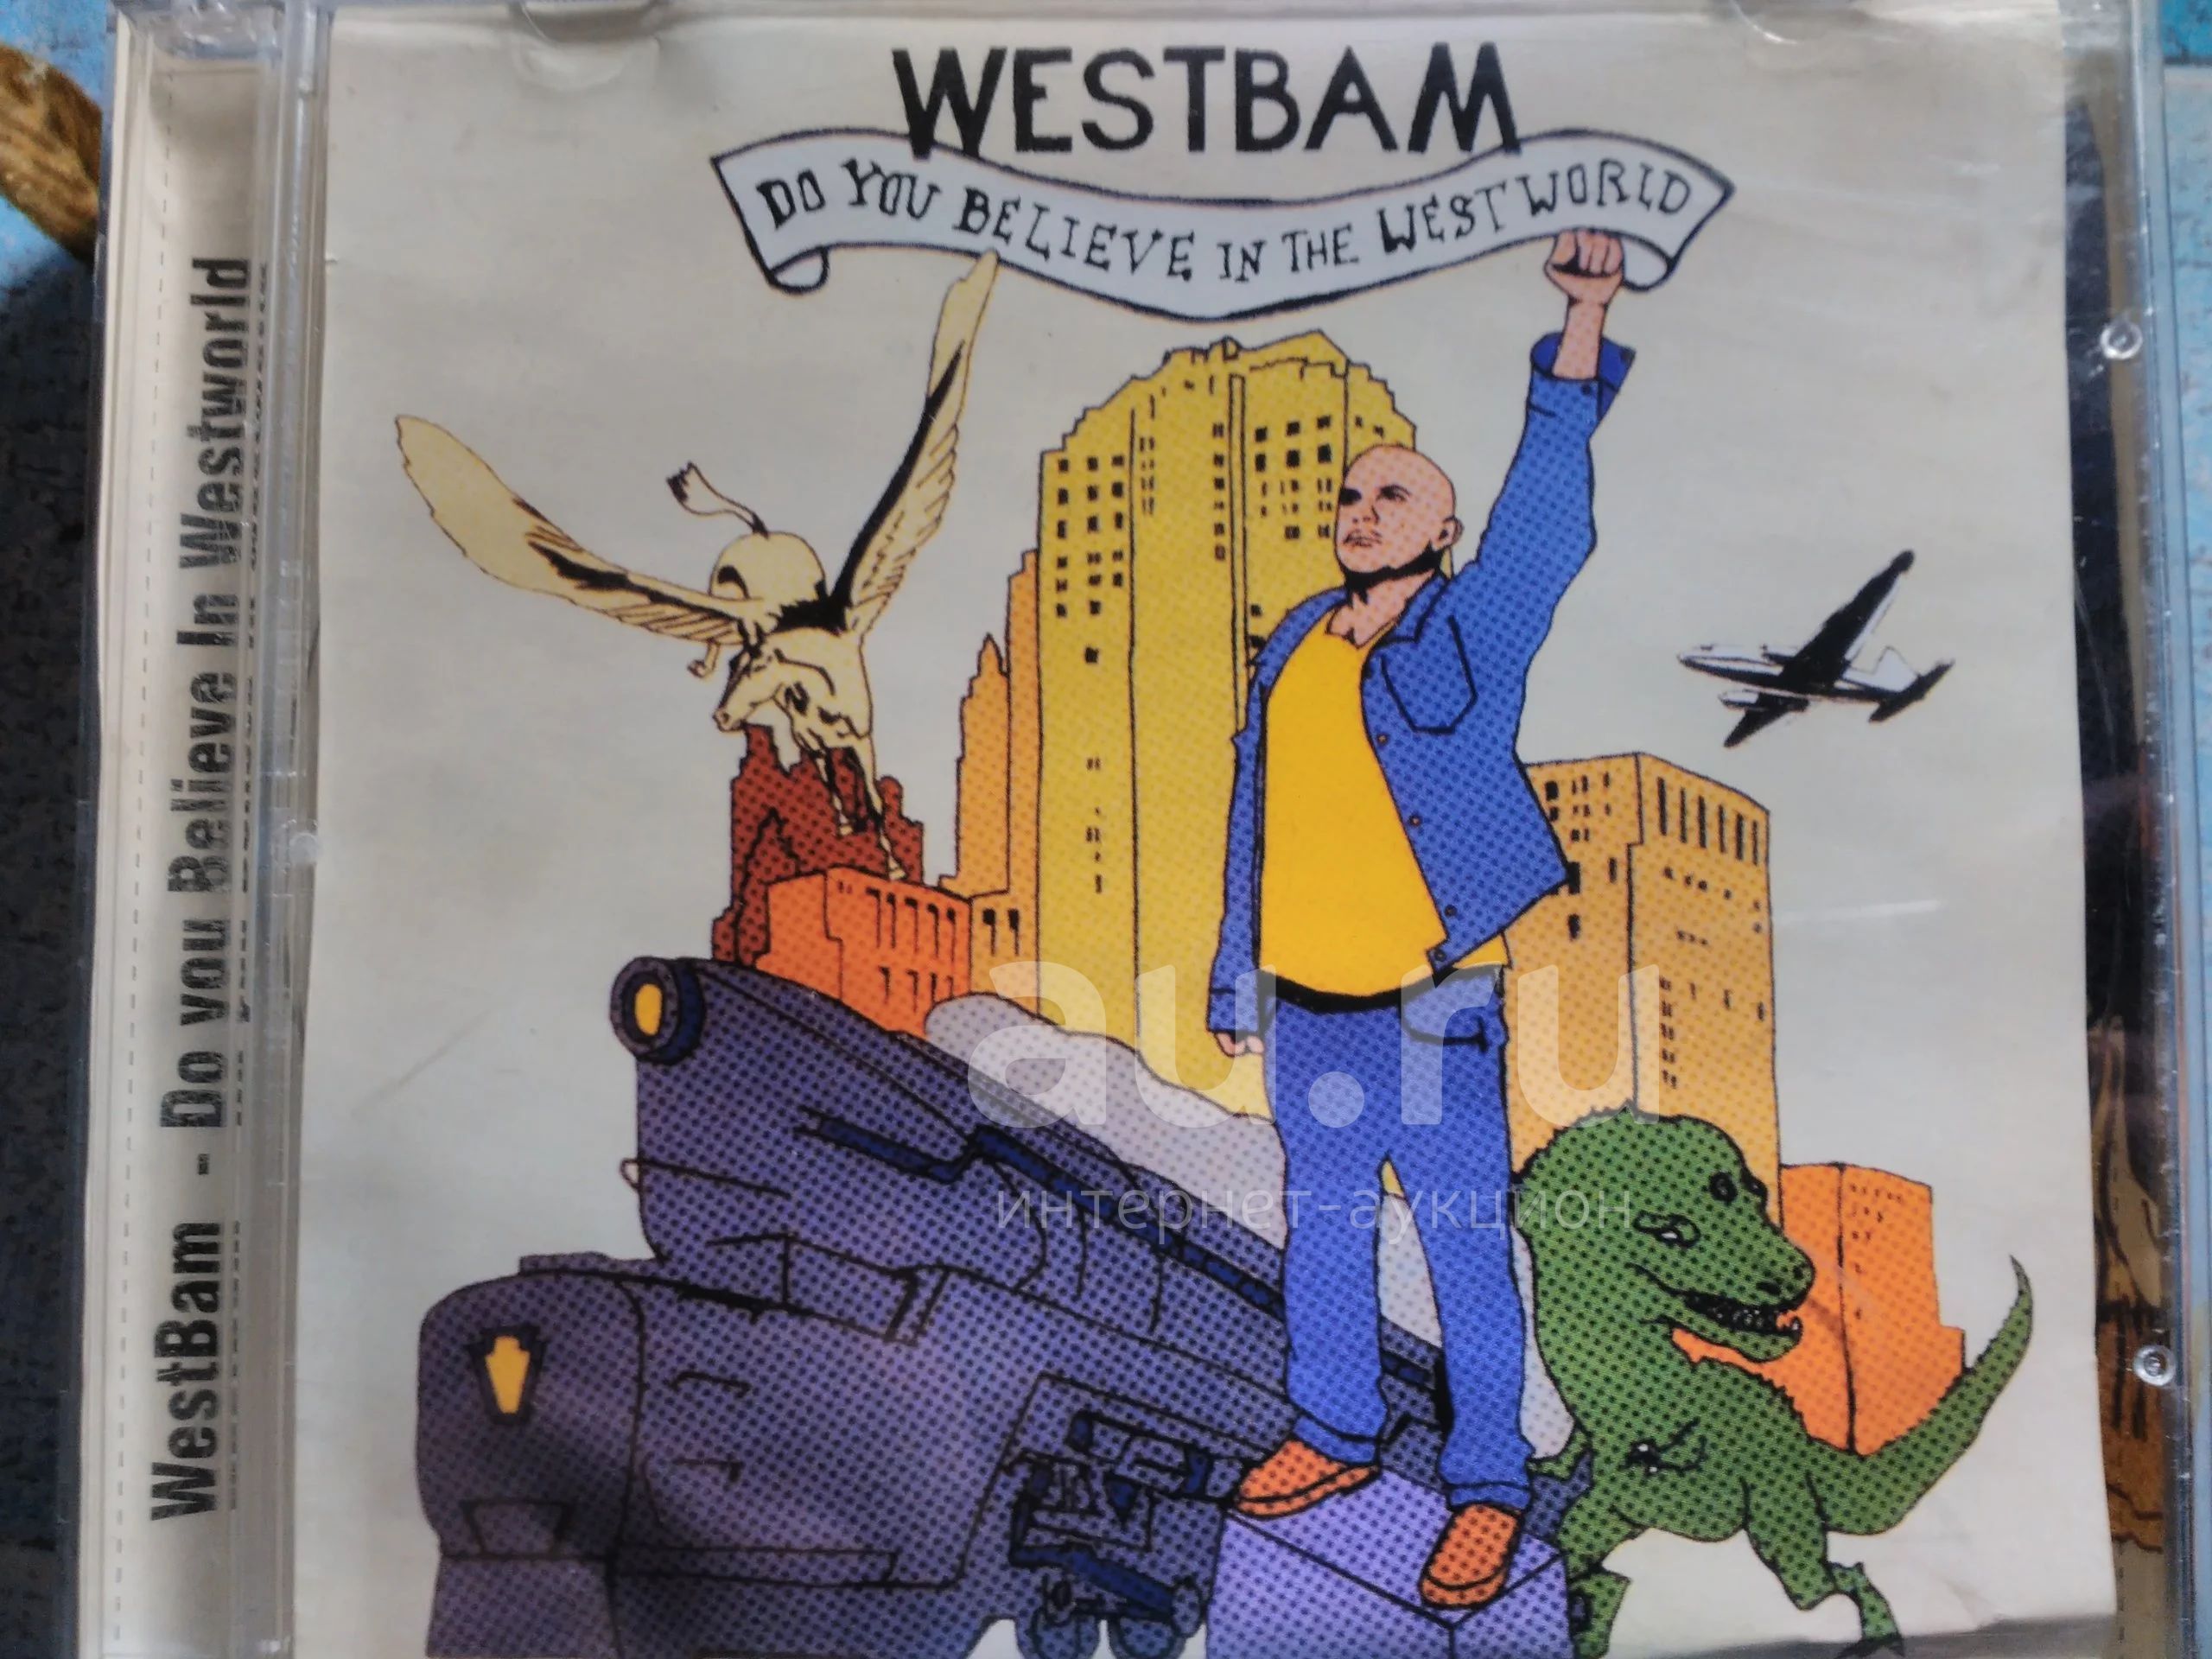 WESTBAM
DO YOU BELIEVE IN THE WESTWORLD
WestBam - Do you Believe In Westworld
au.ru
интернет-аукцион